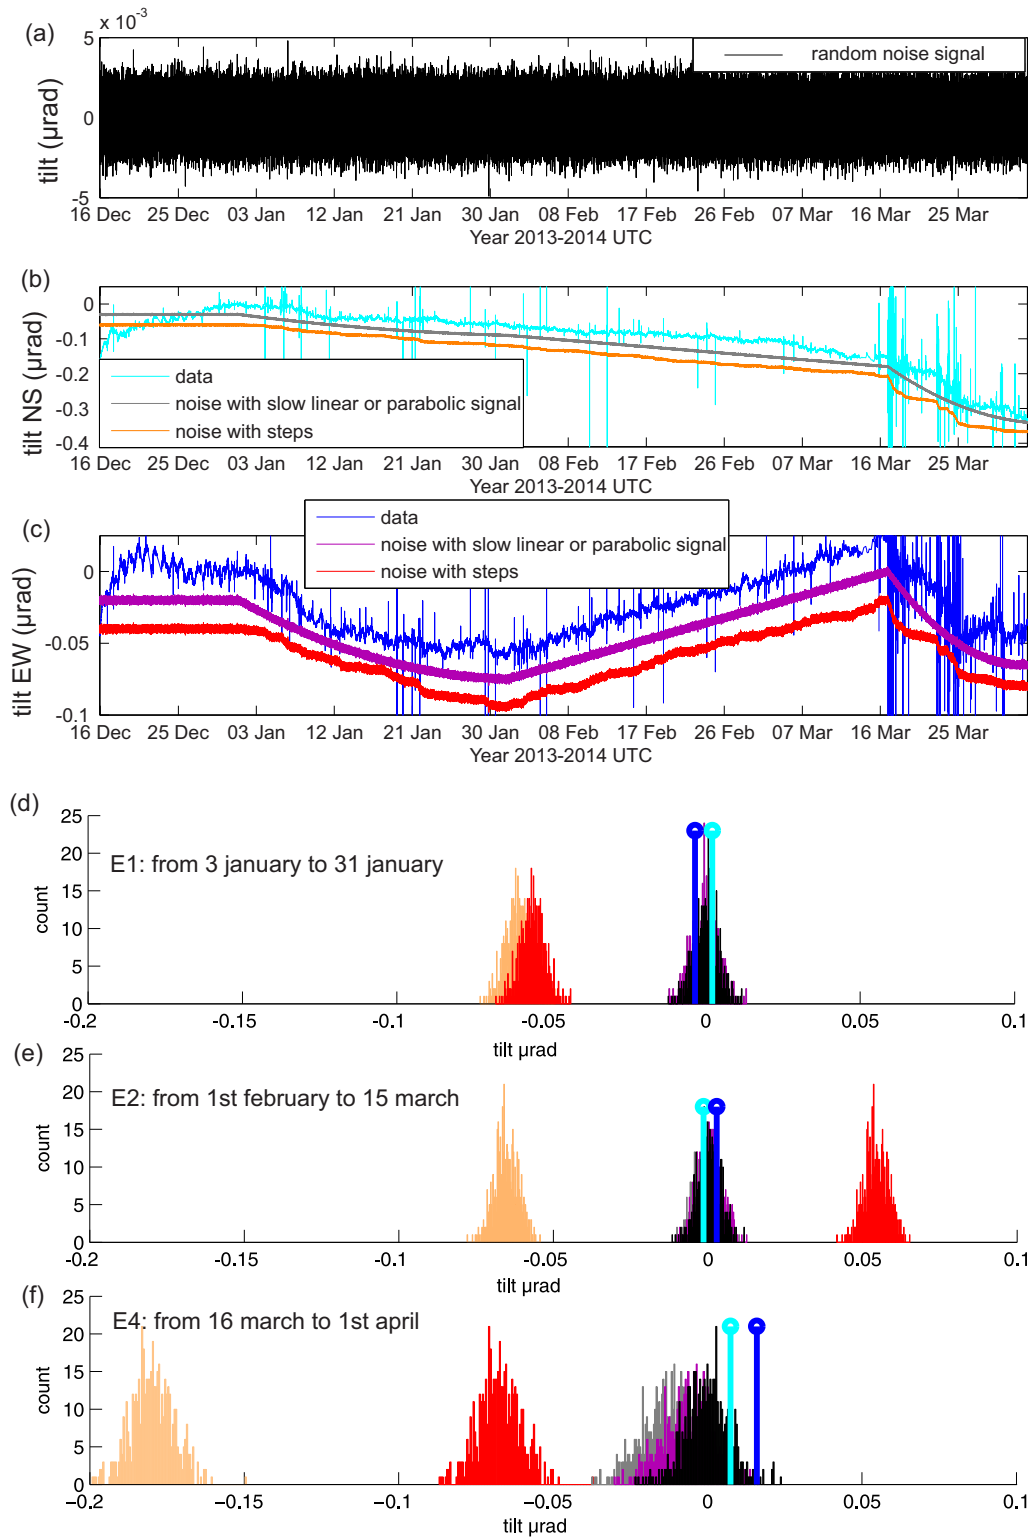 (a)
x 10⁻³
5
0
-5
tilt (µrad)
random noise signal
16 Dec 25 Dec 03 Jan 12 Jan 21 Jan 30 Jan 08 Feb 17 Feb 26 Feb 07 Mar 16 Mar 25 Mar
Year 2013-2014 UTC
(b)
0
-0.1
-0.2
-0.3
-0.4
tilt NS (µrad)
data
noise with slow linear or parabolic signal
noise with steps
16 Dec 25 Dec 03 Jan 12 Jan 21 Jan 30 Jan 08 Feb 17 Feb 26 Feb 07 Mar 16 Mar 25 Mar
Year 2013-2014 UTC
(c)
data
noise with slow linear or parabolic signal
noise with steps
0
-0.05
-0.1
tilt EW (µrad)
16 Dec 25 Dec 03 Jan 12 Jan 21 Jan 30 Jan 08 Feb 17 Feb 26 Feb 07 Mar 16 Mar 25 Mar
Year 2013-2014 UTC
(d)
25
20
15
10
5
0
count
E1: from 3 january to 31 january
-0.2 -0.15 -0.1 -0.05 0 0.05 0.1
tilt µrad
(e)
25
20
15
10
5
0
count
E2: from 1st february to 15 march
-0.2 -0.15 -0.1 -0.05 0 0.05 0.1
tilt µrad
(f)
25
20
15
10
5
0
count
E4: from 16 march to 1st april
-0.2 -0.15 -0.1 -0.05 0 0.05 0.1
tilt µrad